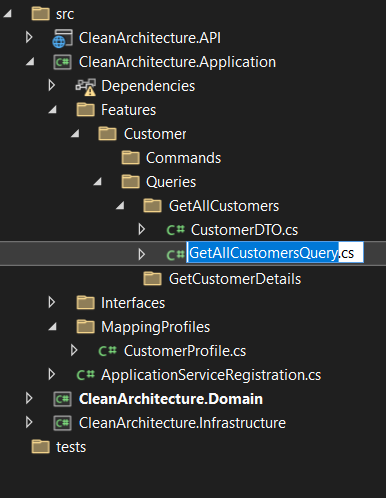 src
CleanArchitecture.API
C# CleanArchitecture.Application
Dependencies
Features
Customer
Commands
Queries
GetAllCustomers
C# CustomerDTO.cs
C# GetAllCustomersQuery.cs
GetCustomerDetails
Interfaces
MappingProfiles
C# CustomerProfile.cs
C# ApplicationServiceRegistration.cs
C# CleanArchitecture.Domain
C# CleanArchitecture.Infrastructure
tests